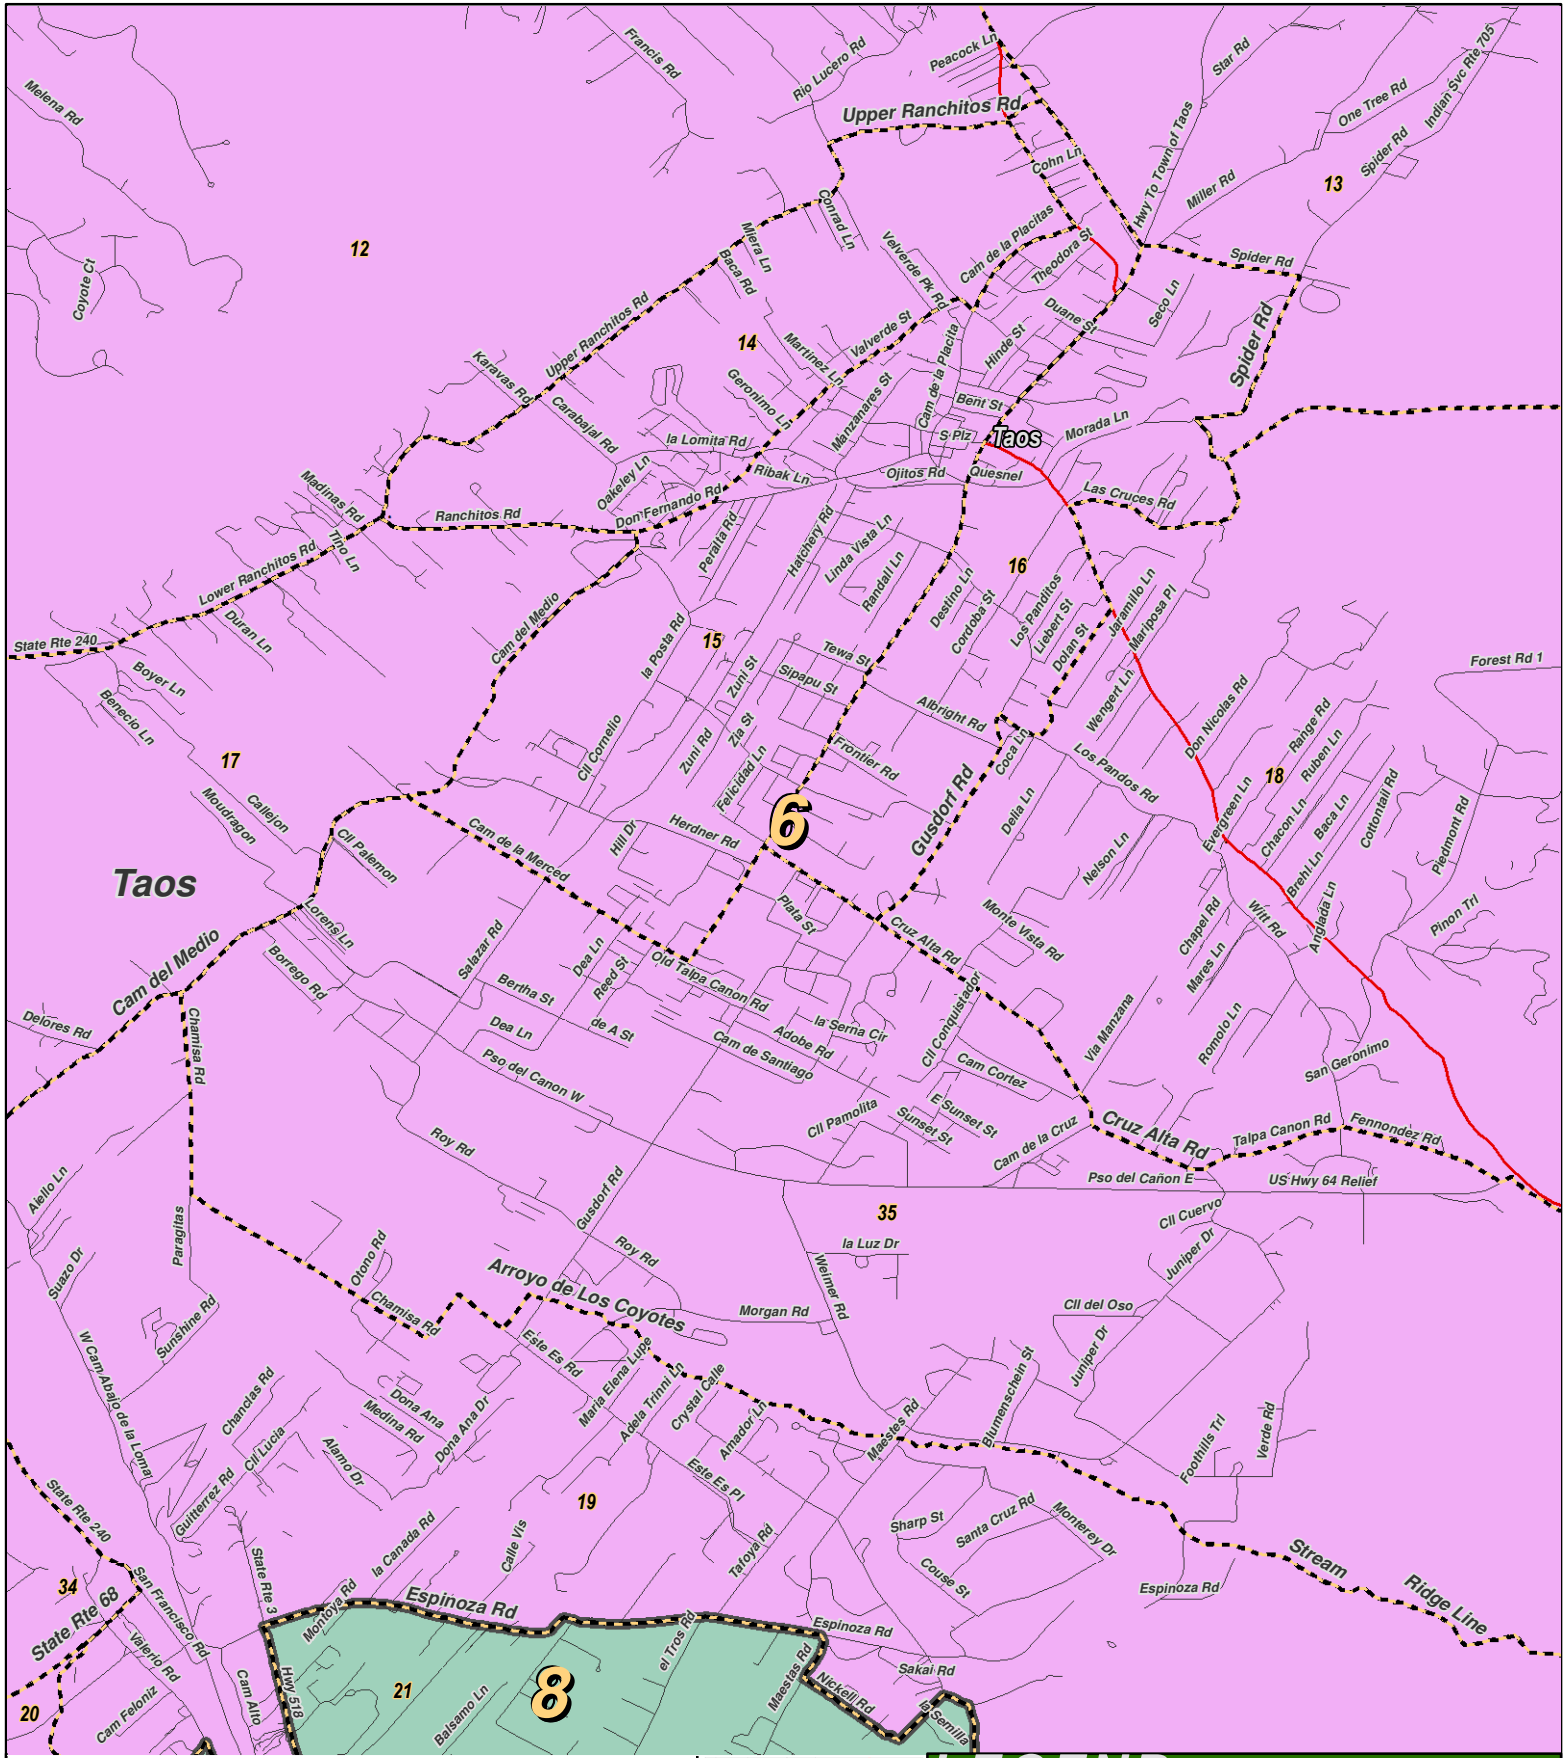 Francis Rd
Rio Lucero Rd
Peacock Ln
Star Rd
Indian Svc Rte 705
Melena Rd
Upper Ranchitos Rd
One Tree Rd
Hwy To Town of Taos
Cohn Ln
Spider Rd
Miller Rd
13
12
Conrad Ln
Miera Ln
Baca Rd
Velverde Pk Rd
Cam de la Placitas
Theodora St
Spider Rd
Coyote Ct
Upper Ranchitos Rd
Duane St
Seco Ln
Spider Rd
14
Valverde St
Martinez Ln
Hinde St
Karavas Rd
Geronimo Ln
Cam de la Placita
Carabajal Rd
Manzanares St
Bent St
la Lomita Rd
S Plz
Taos
Morada Ln
Madinas Rd
Oakeley Ln
Ribak Ln
Ojitos Rd
Quesnel
Las Cruces Rd
Ranchitos Rd
Don Fernando Rd
Tino Ln
Peralta Rd
Hatchery Rd
Linda Vista Ln
Randall Ln
16
Lower Ranchitos Rd
Destino Ln
Cordoba St
Los Panditos
Liebert St
Jaramillo Ln
Mariposa Pl
Duran Ln
Cam del Medio
State Rte 240
la Posta Rd
15
Tewa St
Dolan St
Boyer Ln
Zuni St
Sipapu St
Forest Rd 1
Benecio Ln
Albright Rd
Wengert Ln
Don Nicolas Rd
17
Cll Cornelio
Zuni Rd
Zia St
Frontier Rd
Coca Ln
Los Pandos Rd
Range Rd
Ruben Ln
18
Moudragon
Callejon
Felicidad Ln
6
Gusdorf Rd
Delia Ln
Evergreen Ln
Chacon Ln
Baca Ln
Cottontail Rd
Piedmont Rd
Cll Palemon
Cam de la Merced
Hill Dr
Herdner Rd
Nelson Ln
Brehl Ln
Taos
Lorens Ln
Plata St
Cruz Alta Rd
Monte Vista Rd
Chapel Rd
Witt Rd
Anglada Ln
Pinon Trl
Cam del Medio
Borrego Rd
Salazar Rd
Dea Ln
Reed St
Old Talpa Canon Rd
Mares Ln
Bertha St
Delores Rd
Chamisa Rd
Dea Ln
de A St
la Serna Cir
Adobe Rd
Cam de Santiago
Cll Conquistador
Via Manzana
Romolo Ln
San Geronimo
Pso del Canon W
Cam Cortez
Cll Pamolita
Sunset St
E Sunset St
Cam de la Cruz
Cruz Alta Rd
Talpa Canon Rd
Fennondez Rd
Roy Rd
Aiello Ln
Gusdorf Rd
Pso del Cañon E
US Hwy 64 Relief
35
Paragitas
Cll Cuervo
Suazo Dr
Otono Rd
Roy Rd
la Luz Dr
Juniper Dr
Weimer Rd
Arroyo de Los Coyotes
Sunshine Rd
Chamisa Rd
Morgan Rd
Cll del Oso
W Cam Abajo de la Loma
Este Es Rd
Maria Elena Lupe
Juniper Dr
Adela Trinni Ln
Crystal Calle
Blumenschein St
Chanclas Rd
Dona Ana
Medina Rd
Dona Ana Dr
Amador Ln
Maestes Rd
Foothills Trl
Verde Rd
Cll Lucia
Alamo Dr
Este Es Pl
Guitterrez Rd
State Rte 240
19
Sharp St
Santa Cruz Rd
Monterey Dr
la Canada Rd
Calle Vis
Tafoya Rd
State Rte 3
Couse St
Stream
34
State Rte 68
San Francisco Rd
Montoya Rd
Espinoza Rd
Espinoza Rd
Ridge Line
Valerio Rd
el Tros Rd
Espinoza Rd
Cam Alto
Hwy 518
21
8
Maestas Rd
Sakai Rd
Nickell Rd
20
Cam Feloniz
Balsamo Ln
la Semilla